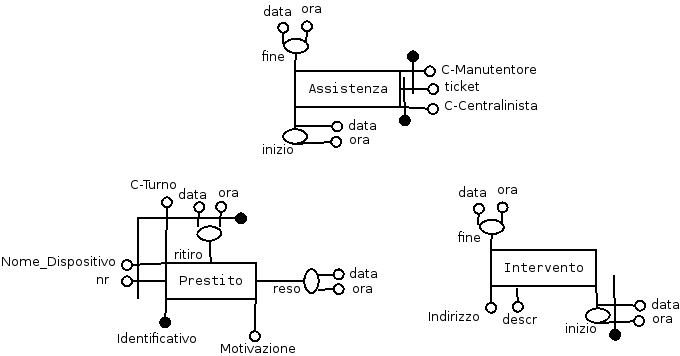 data ora
fine
C-Manutentore
Assistenza
ticket
C-Centralinista
data
ora
inizio
C-Turno
data ora
ritiro
Nome_Dispositivo
nr
Prestito
reso
data
ora
Identificativo
Motivazione
data ora
fine
Intervento
Indirizzo
descr
inizio
data
ora